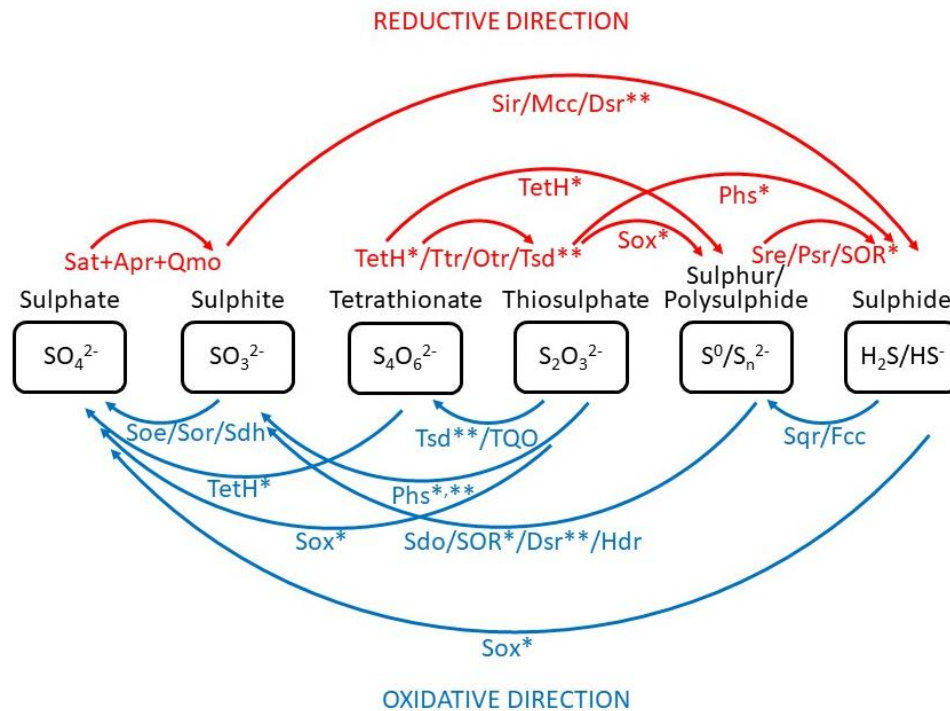 REDUCTIVE DIRECTION
Sir/Mcc/Dsr**
TetH*
Phs*
Sox*
Sat+Apr+Qmo
TetH*/Ttr/Otr/Tsd**
Sre/Psr/SOR*
Sulphate
Sulphite
Tetrathionate
Thiosulphate
Sulphur/
Polysulphide
Sulphide
SO₄²⁻
SO₃²⁻
S₄O₆²⁻
S₂O₃²⁻
S⁰/Sₙ²⁻
H₂S/HS⁻
Soe/Sor/Sdh
Tsd**/TQO
Sqr/Fcc
TetH*
Phs*,**
Sox*
Sdo/SOR*/Dsr**/Hdr
Sox*
OXIDATIVE DIRECTION